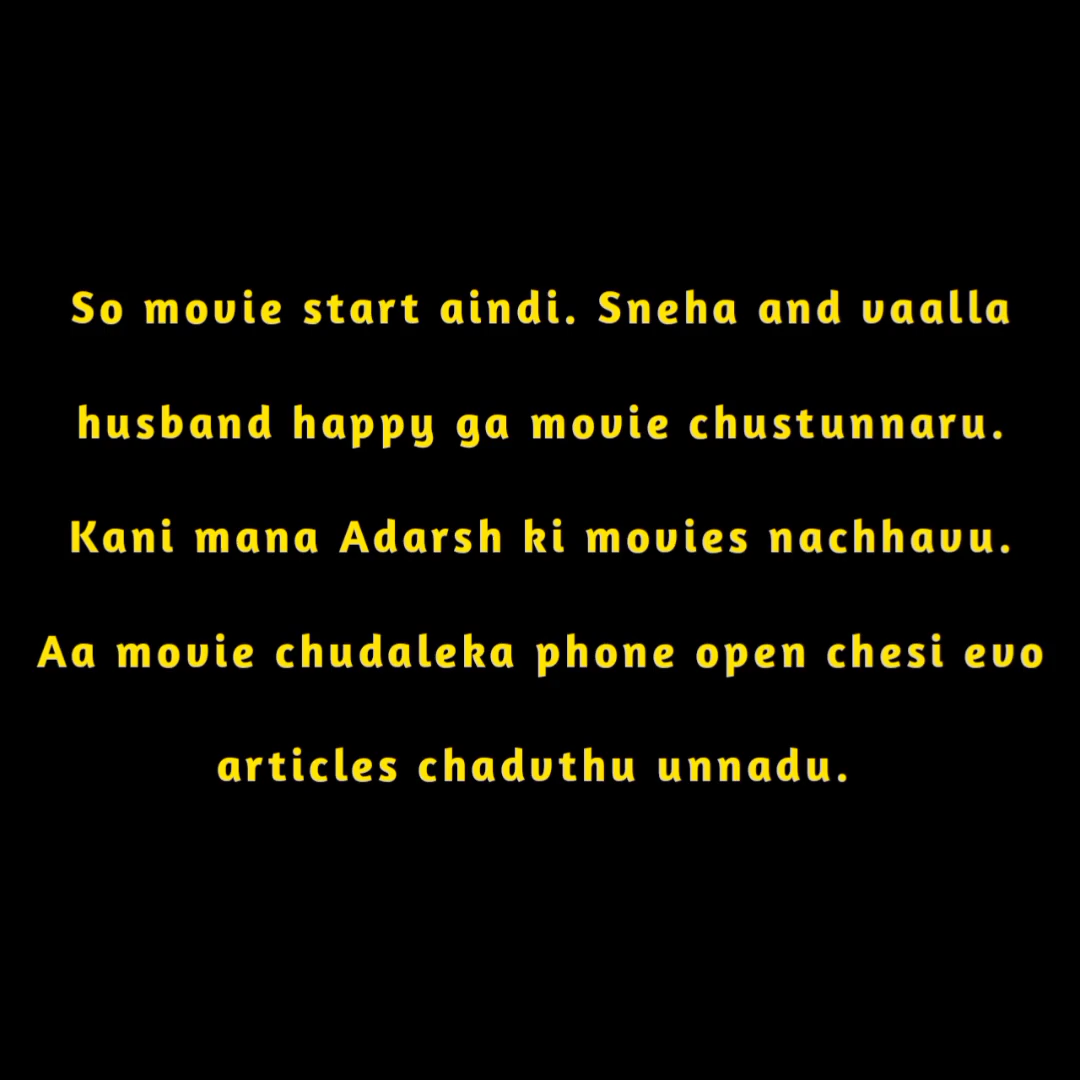 So movie start aindi. Sneha and vaalla
husband happy ga movie chustunnaru.
Kani mana Adarsh ki movies nachhavu.
Aa movie chudaleka phone open chesi evo
articles chaduthu unnadu.